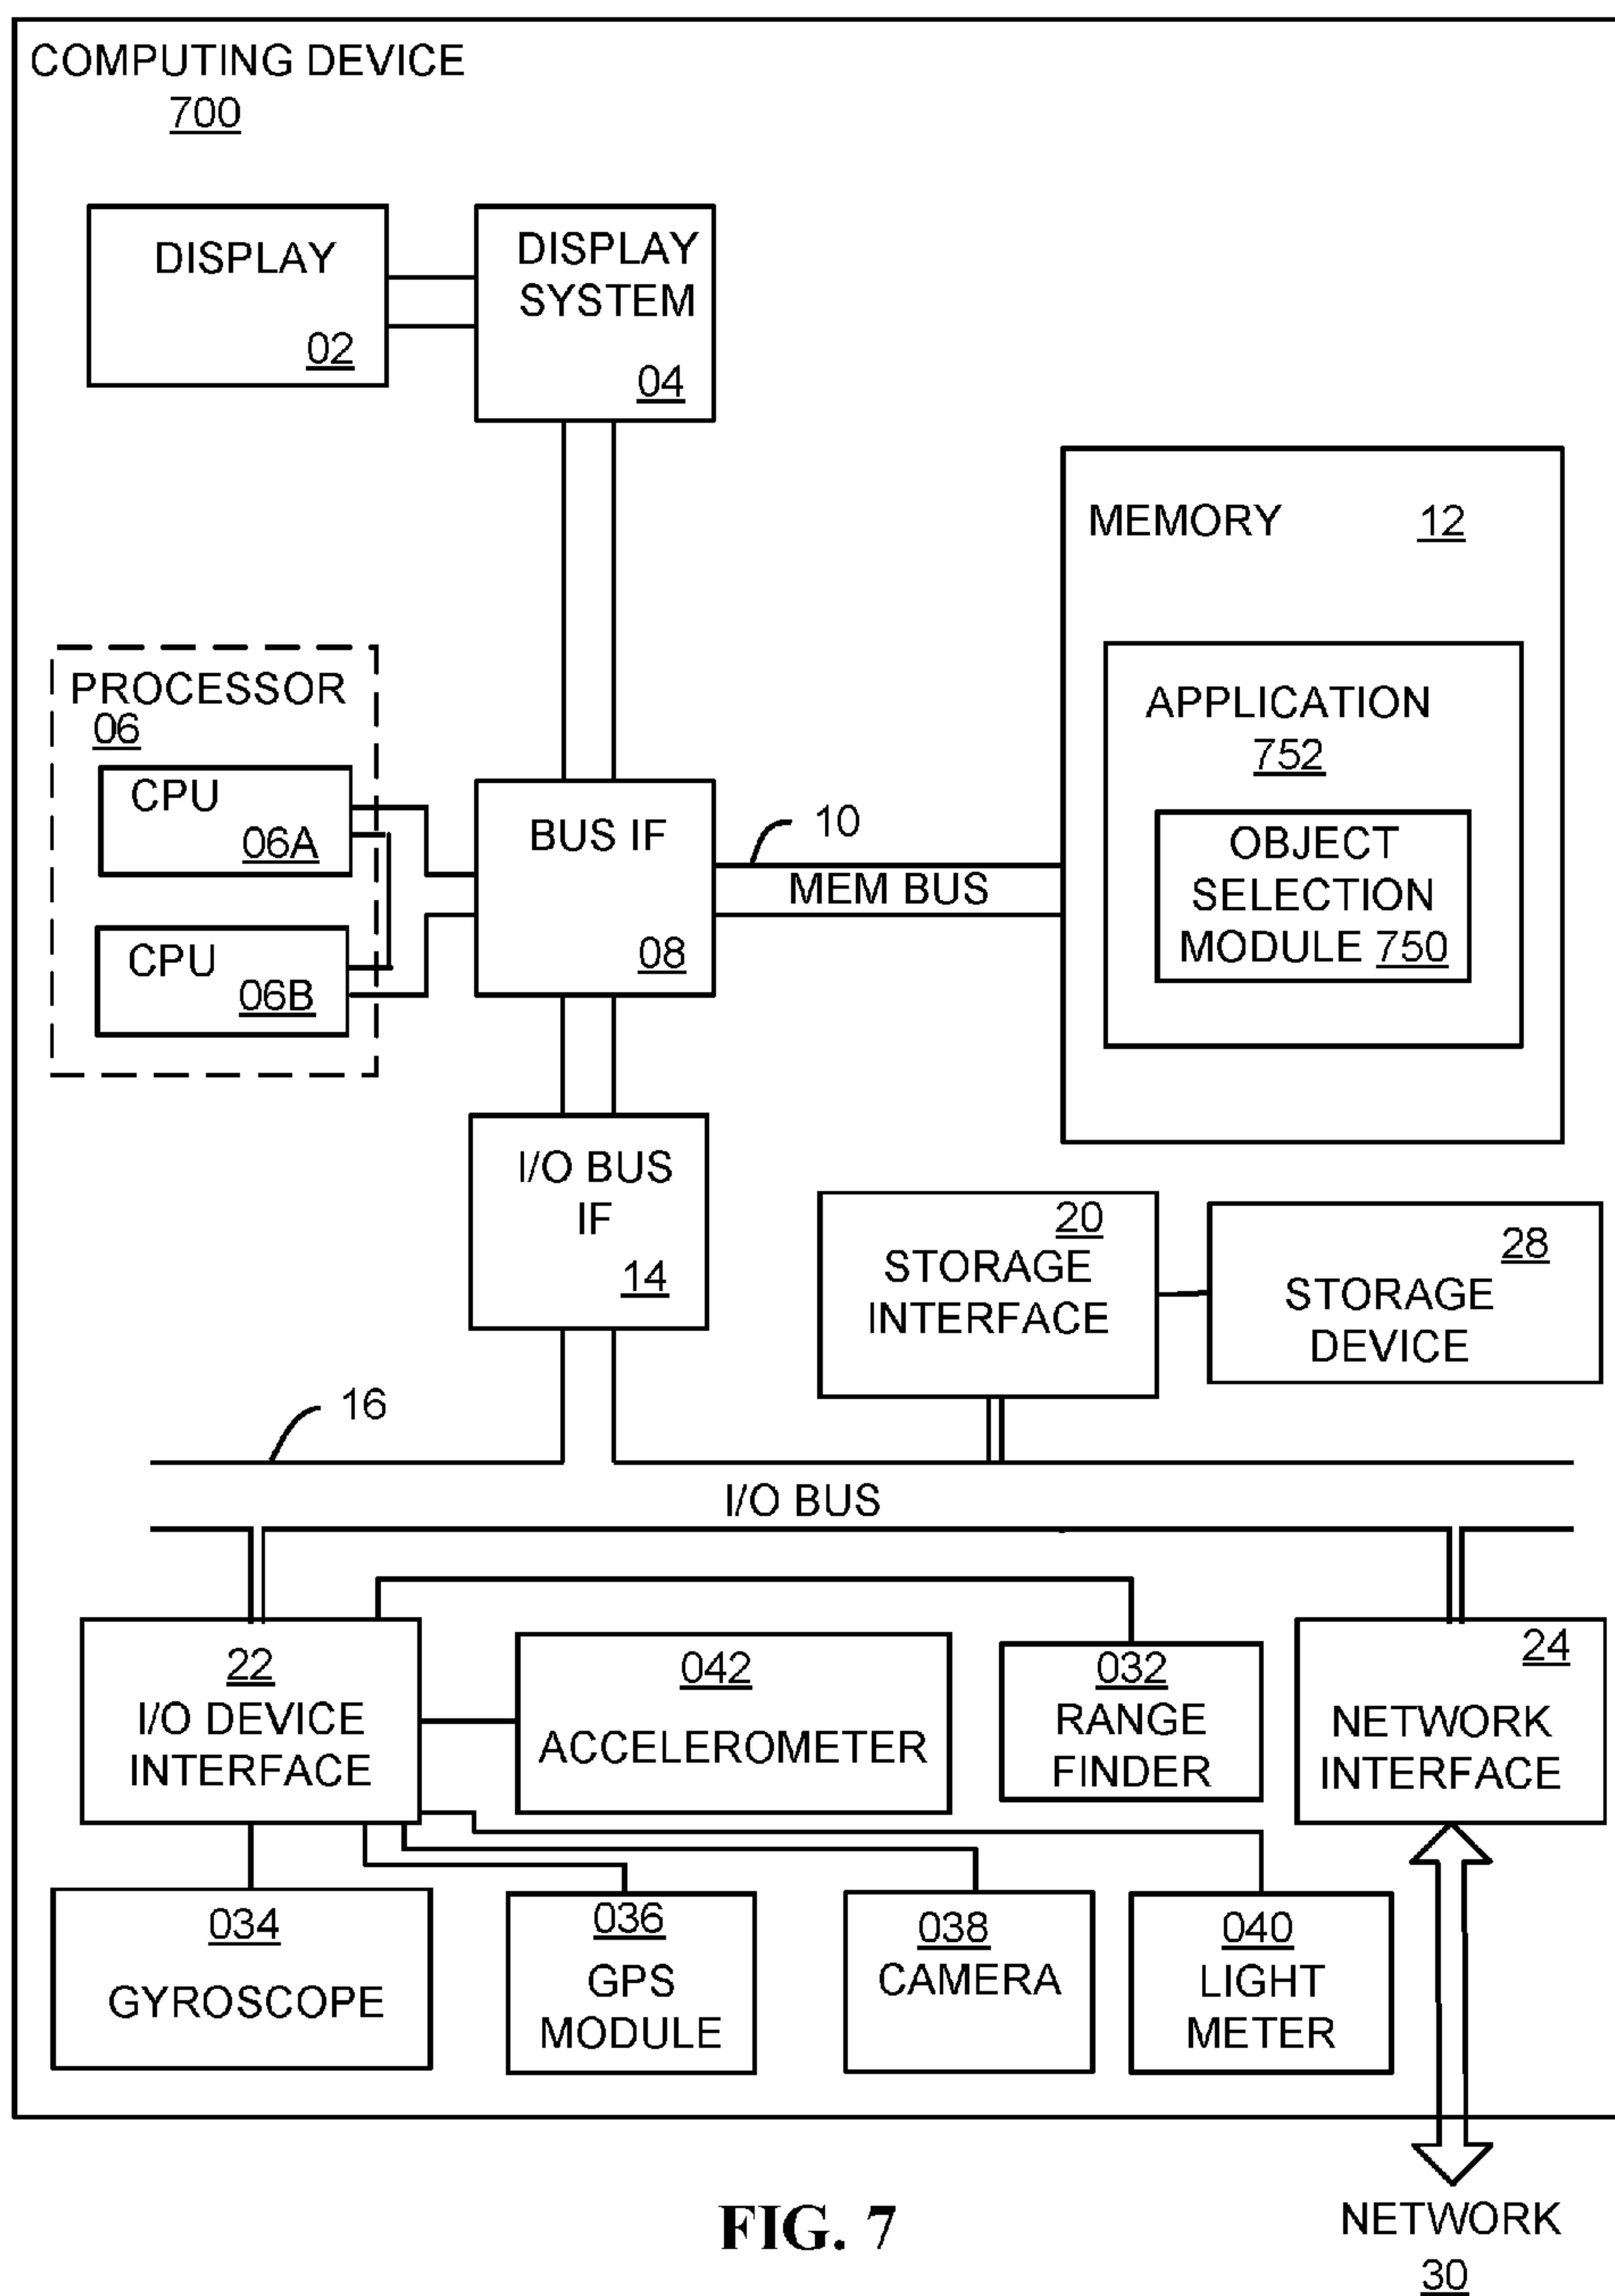 COMPUTING DEVICE
700
DISPLAY
02
DISPLAY
SYSTEM
04
MEMORY 12
APPLICATION
752
OBJECT
SELECTION
MODULE 750
PROCESSOR
06
CPU
06A
CPU
06B
BUS IF
08
10
MEM BUS
I/O BUS
IF
14
20
STORAGE
INTERFACE
28
STORAGE
DEVICE
16
I/O BUS
22
I/O DEVICE
INTERFACE
042
ACCELEROMETER
032
RANGE
FINDER
24
NETWORK
INTERFACE
034
GYROSCOPE
036
GPS
MODULE
038
CAMERA
040
LIGHT
METER
FIG. 7
NETWORK
30